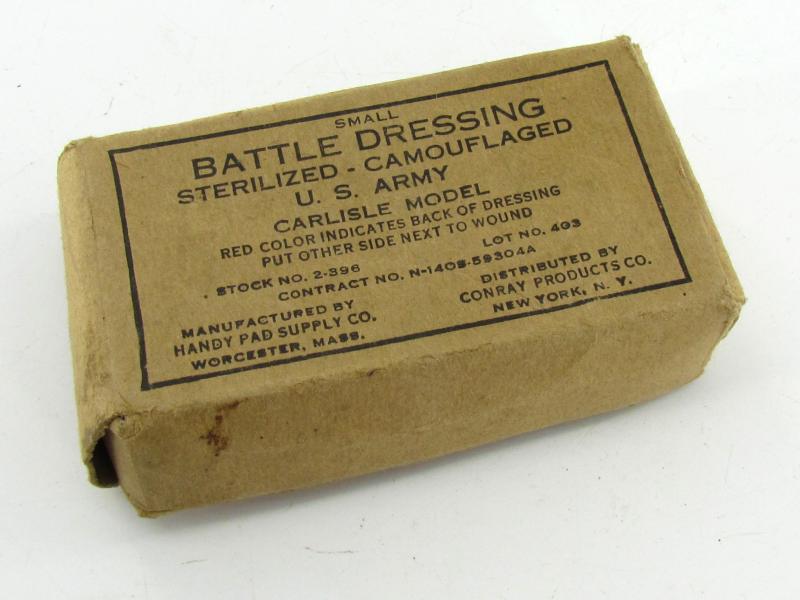 SMALL
BATTLE DRESSING
STERILIZED - CAMOUFLAGED
U. S. ARMY
CARLISLE MODEL
RED COLOR INDICATES BACK OF DRESSING
PUT OTHER SIDE NEXT TO WOUND
STOCK NO. 2-396 LOT NO. 403
CONTRACT NO. N-140S-59304A
MANUFACTURED BY
HANDY PAD SUPPLY CO.
WORCESTER, MASS.
DISTRIBUTED BY
CONRAY PRODUCTS CO.
NEW YORK, N. Y.